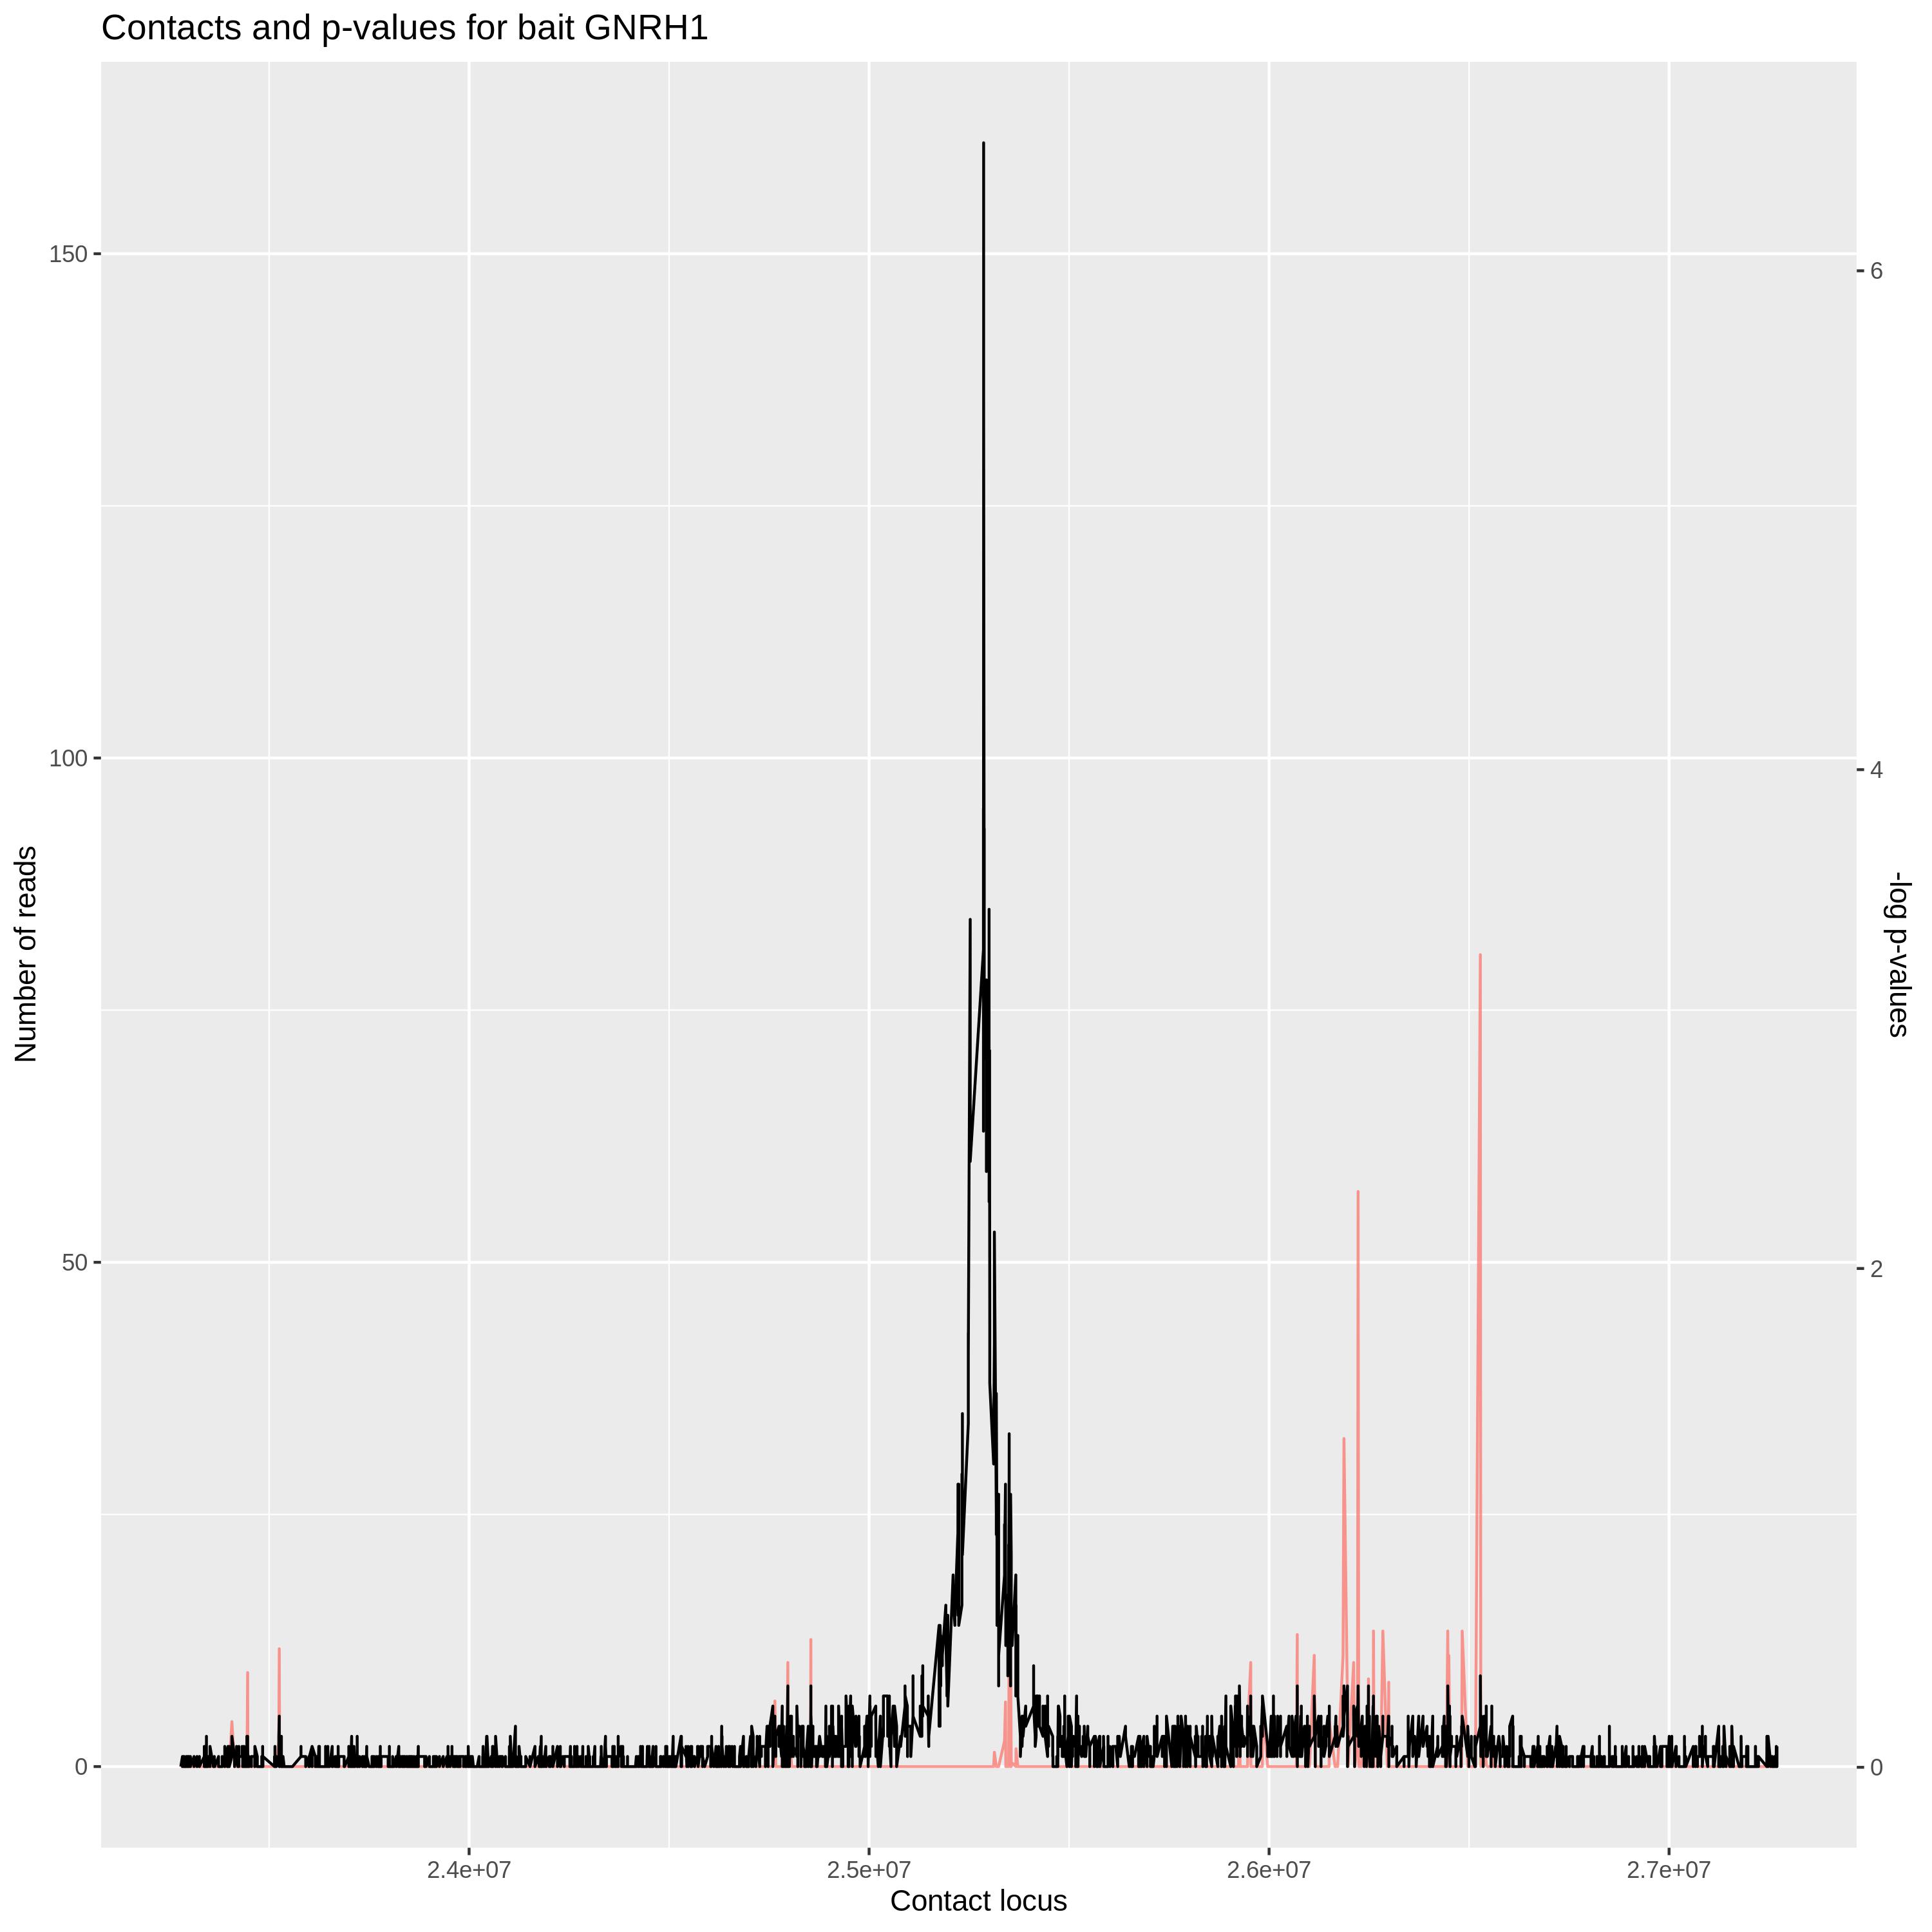 Contacts and p-values for bait GNRH1
150
100
50
0
Number of reads
6
4
2
0
-log p-values
2.4e+07
2.5e+07
2.6e+07
2.7e+07
Contact locus